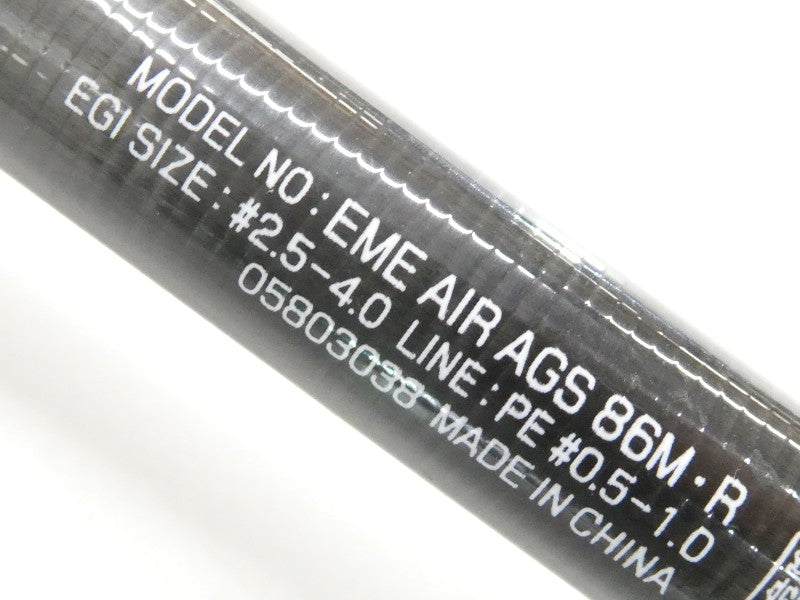 MODEL NO : EME AIR AGS 86M・R
EGI SIZE : #2.5-4.0 LINE : PE #0.5-1.0
05803038 MADE IN CHINA